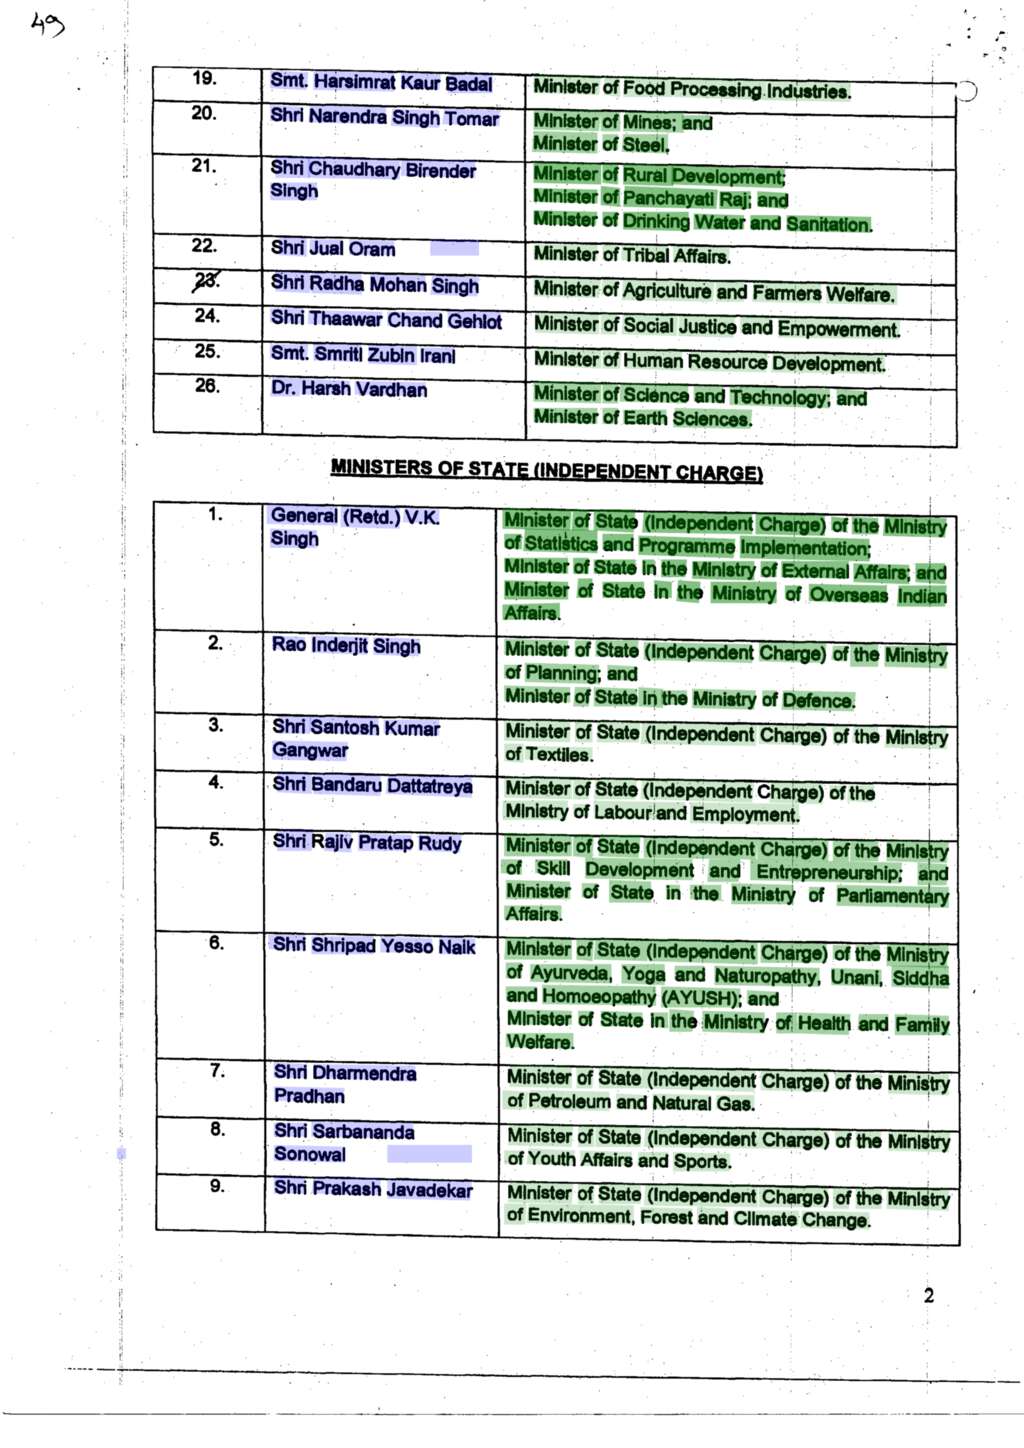 49
19. Smt. Harsimrat Kaur Badal Minister of Food Processing Industries.
20. Shri Narendra Singh Tomar Minister of Mines; and
Minister of Steel.
21. Shri Chaudhary Birender Minister of Rural Development;
Singh Minister of Panchayati Raj; and
Minister of Drinking Water and Sanitation.
22. Shri Jual Oram Minister of Tribal Affairs.
23. Shri Radha Mohan Singh Minister of Agriculture and Farmers Welfare.
24. Shri Thaawar Chand Gehlot Minister of Social Justice and Empowerment.
25. Smt. Smriti Zubin Irani Minister of Human Resource Development.
26. Dr. Harsh Vardhan Minister of Science and Technology; and
Minister of Earth Sciences.
MINISTERS OF STATE (INDEPENDENT CHARGE)
1. General (Retd.) V.K. Minister of State (Independent Charge) of the Ministry
Singh of Statistics and Programme Implementation;
Minister of State in the Ministry of External Affairs; and
Minister of State in the Ministry of Overseas Indian
Affairs.
2. Rao Inderjit Singh Minister of State (Independent Charge) of the Ministry
of Planning; and
Minister of State in the Ministry of Defence.
3. Shri Santosh Kumar Minister of State (Independent Charge) of the Ministry
Gangwar of Textiles.
4. Shri Bandaru Dattatreya Minister of State (Independent Charge) of the
Ministry of Labour and Employment.
5. Shri Rajiv Pratap Rudy Minister of State (Independent Charge) of the Ministry
of Skill Development and Entrepreneurship; and
Minister of State in the Ministry of Parliamentary
Affairs.
6. Shri Shripad Yesso Naik Minister of State (Independent Charge) of the Ministry
of Ayurveda, Yoga and Naturopathy, Unani, Siddha
and Homoeopathy (AYUSH); and
Minister of State in the Ministry of Health and Family
Welfare.
7. Shri Dharmendra Minister of State (Independent Charge) of the Ministry
Pradhan of Petroleum and Natural Gas.
8. Shri Sarbananda Minister of State (Independent Charge) of the Ministry
Sonowal of Youth Affairs and Sports.
9. Shri Prakash Javadekar Minister of State (Independent Charge) of the Ministry
of Environment, Forest and Climate Change.
2